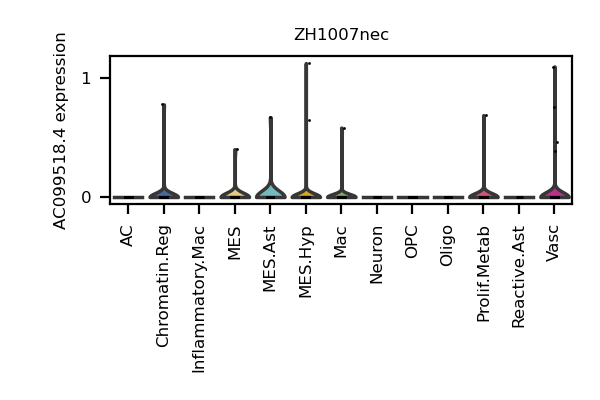 ZH1007nec
AC099518.4 expression
1
0
AC
Chromatin.Reg
Inflammatory.Mac
MES
MES.Ast
MES.Hyp
Mac
Neuron
OPC
Oligo
Prolif.Metab
Reactive.Ast
Vasc